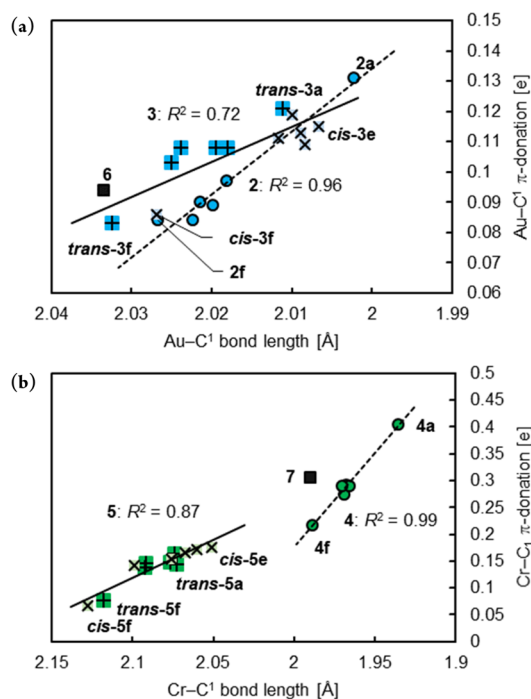 (a)
0.15
0.14
0.13
0.12
0.11
0.1
0.09
0.08
0.07
0.06
Au–C¹ π-donation [e]
2a
trans-3a
3: R² = 0.72
cis-3e
6
2: R² = 0.96
trans-3f
cis-3f
2f
2.04 2.03 2.02 2.01 2 1.99
Au–C¹ bond length [Å]
(b)
0.5
0.45
0.4
0.35
0.3
0.25
0.2
0.15
0.1
0.05
0
Cr–C₁ π-donation [e]
4a
7
5: R² = 0.87
4: R² = 0.99
4f
cis-5e
trans-5a
trans-5f
cis-5f
2.15 2.1 2.05 2 1.95 1.9
Cr–C¹ bond length [Å]